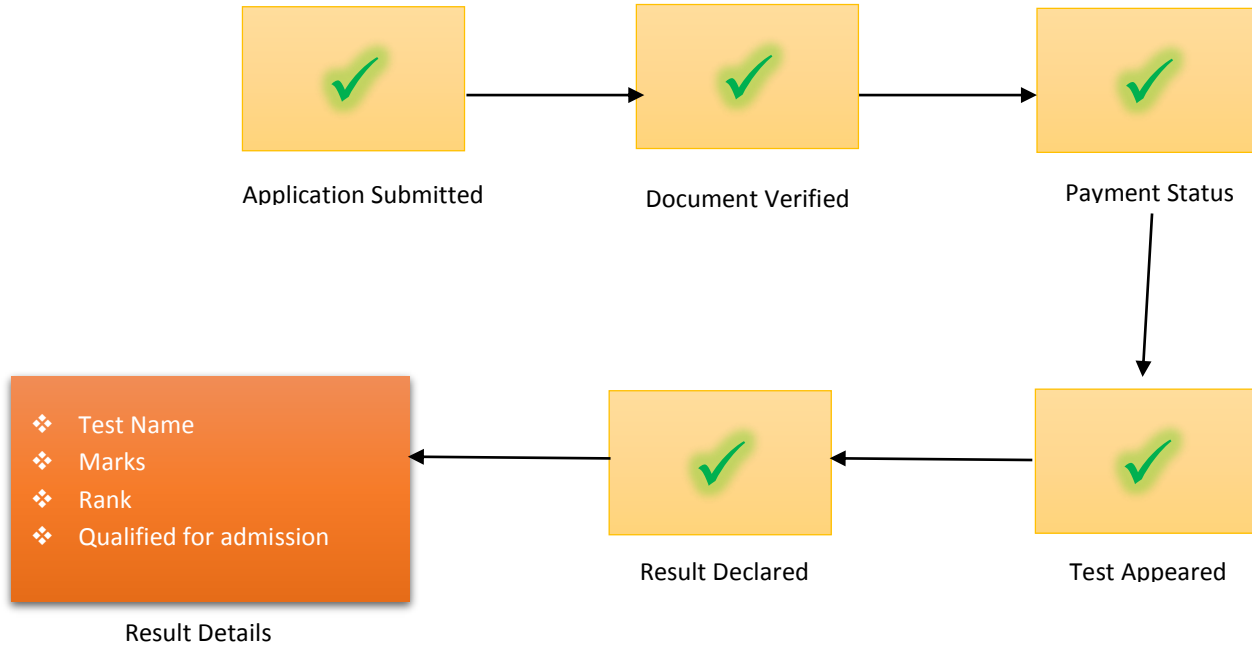 Application Submitted
Document Verified
Payment Status
Test Name
Marks
Rank
Qualified for admission
Result Declared
Test Appeared
Result Details